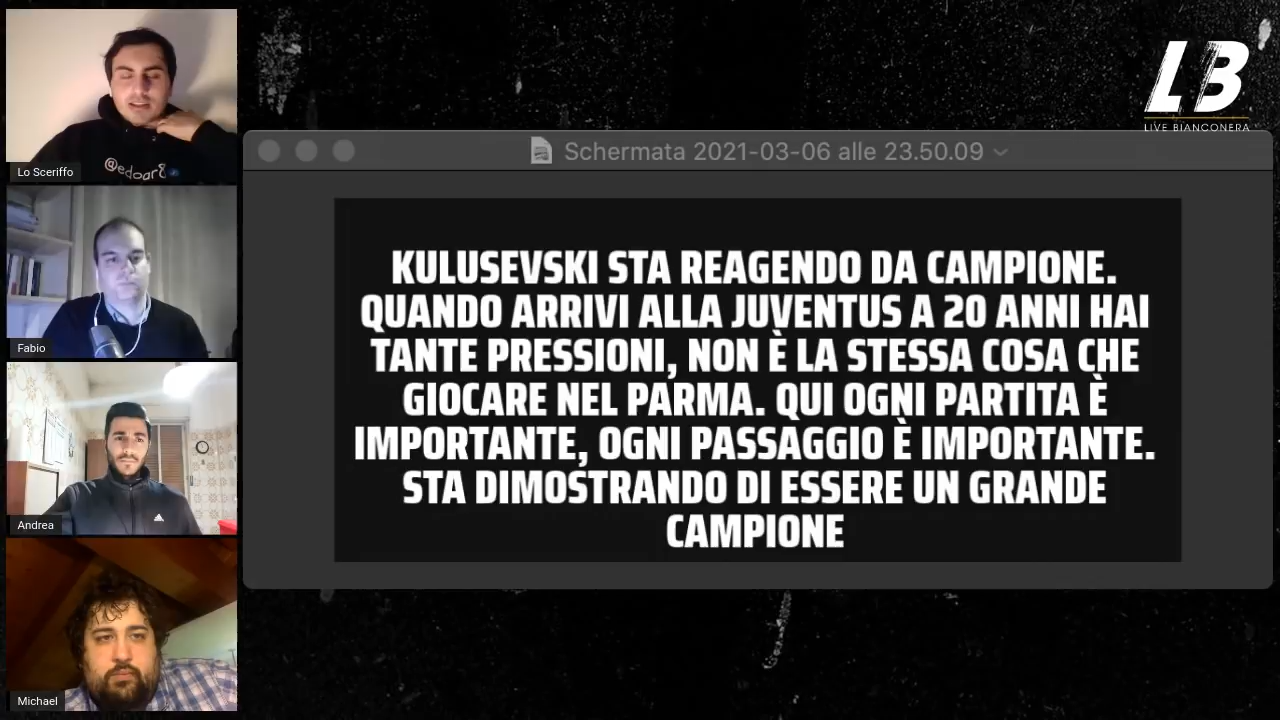 @edoar8
Lo Sceriffo
Fabio
Andrea
Michael
LB
LIVE BIANCONERA
Schermata 2021-03-06 alle 23.50.09
KULUSEVSKI STA REAGENDO DA CAMPIONE.
QUANDO ARRIVI ALLA JUVENTUS A 20 ANNI HAI
TANTE PRESSIONI, NON È LA STESSA COSA CHE
GIOCARE NEL PARMA. QUI OGNI PARTITA È
IMPORTANTE, OGNI PASSAGGIO È IMPORTANTE.
STA DIMOSTRANDO DI ESSERE UN GRANDE
CAMPIONE